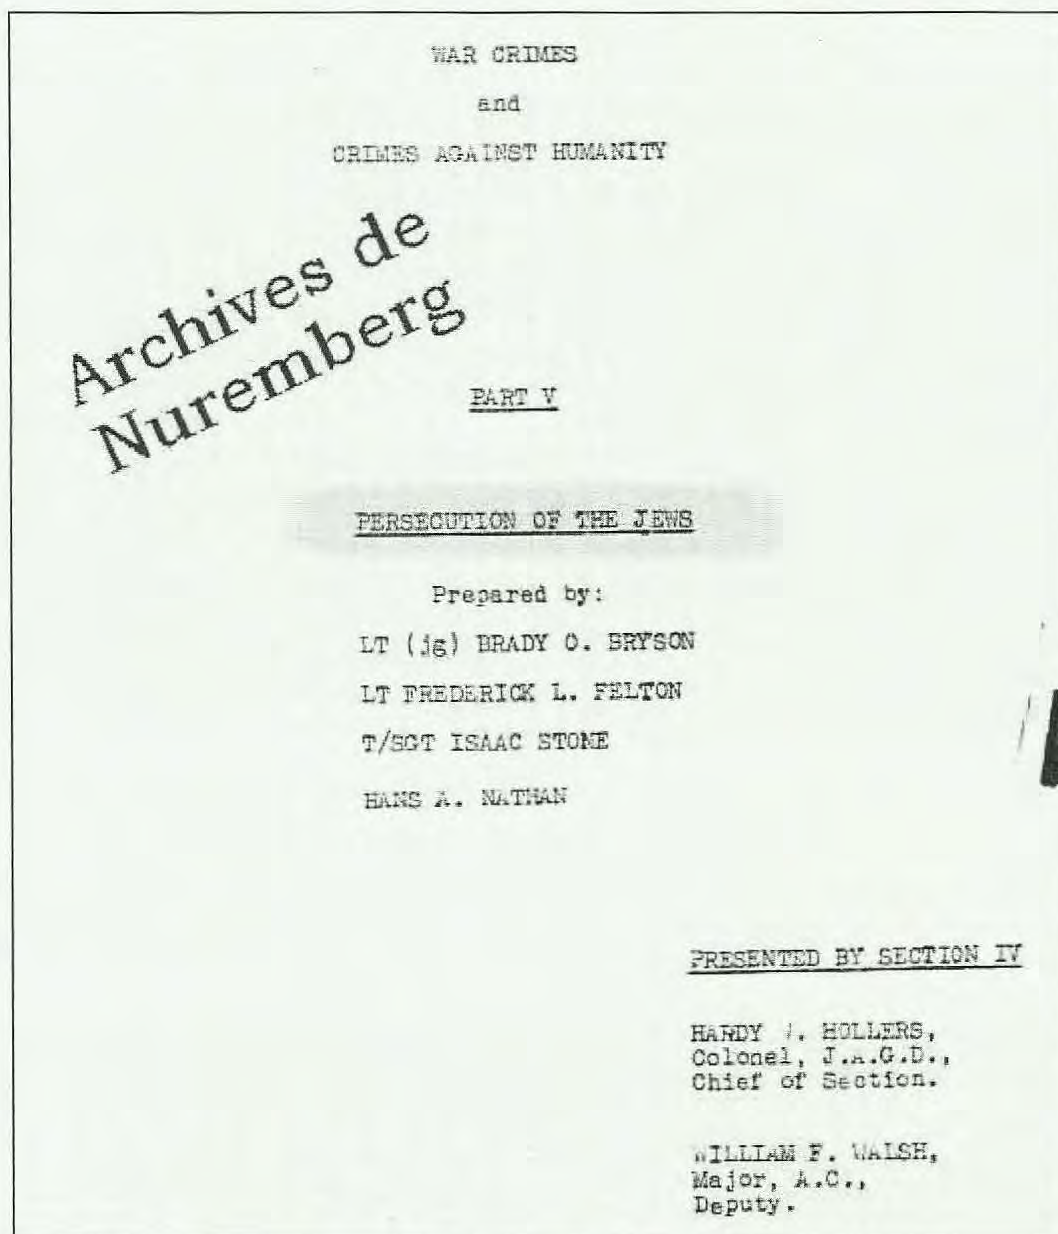 WAR CRIMES
and
CRIMES AGAINST HUMANITY
Archives de
Nuremberg
PART V
PERSECUTION OF THE JEWS
Prepared by:
LT (jg) BRADY O. BRYSON
LT FREDERICK L. FELTON
T/SGT ISAAC STONE
HANS A. NATHAN
PRESENTED BY SECTION IV
HARDY HOLLERS,
Colonel, J.A.G.D.,
Chief of Section.
WILLIAM F. WALSH,
Major, A.C.,
Deputy.